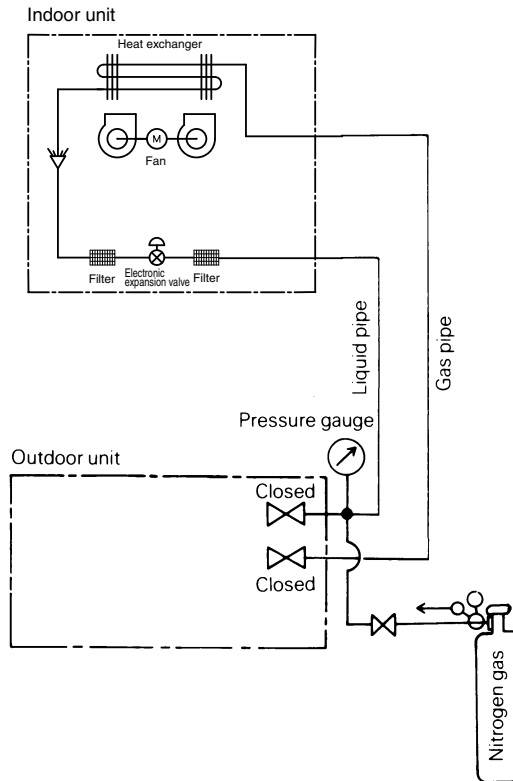 Indoor unit
Heat exchanger
M
Fan
Filter
Electronic
expansion valve
Filter
Liquid pipe
Gas pipe
Pressure gauge
Outdoor unit
Closed
Closed
Nitrogen gas